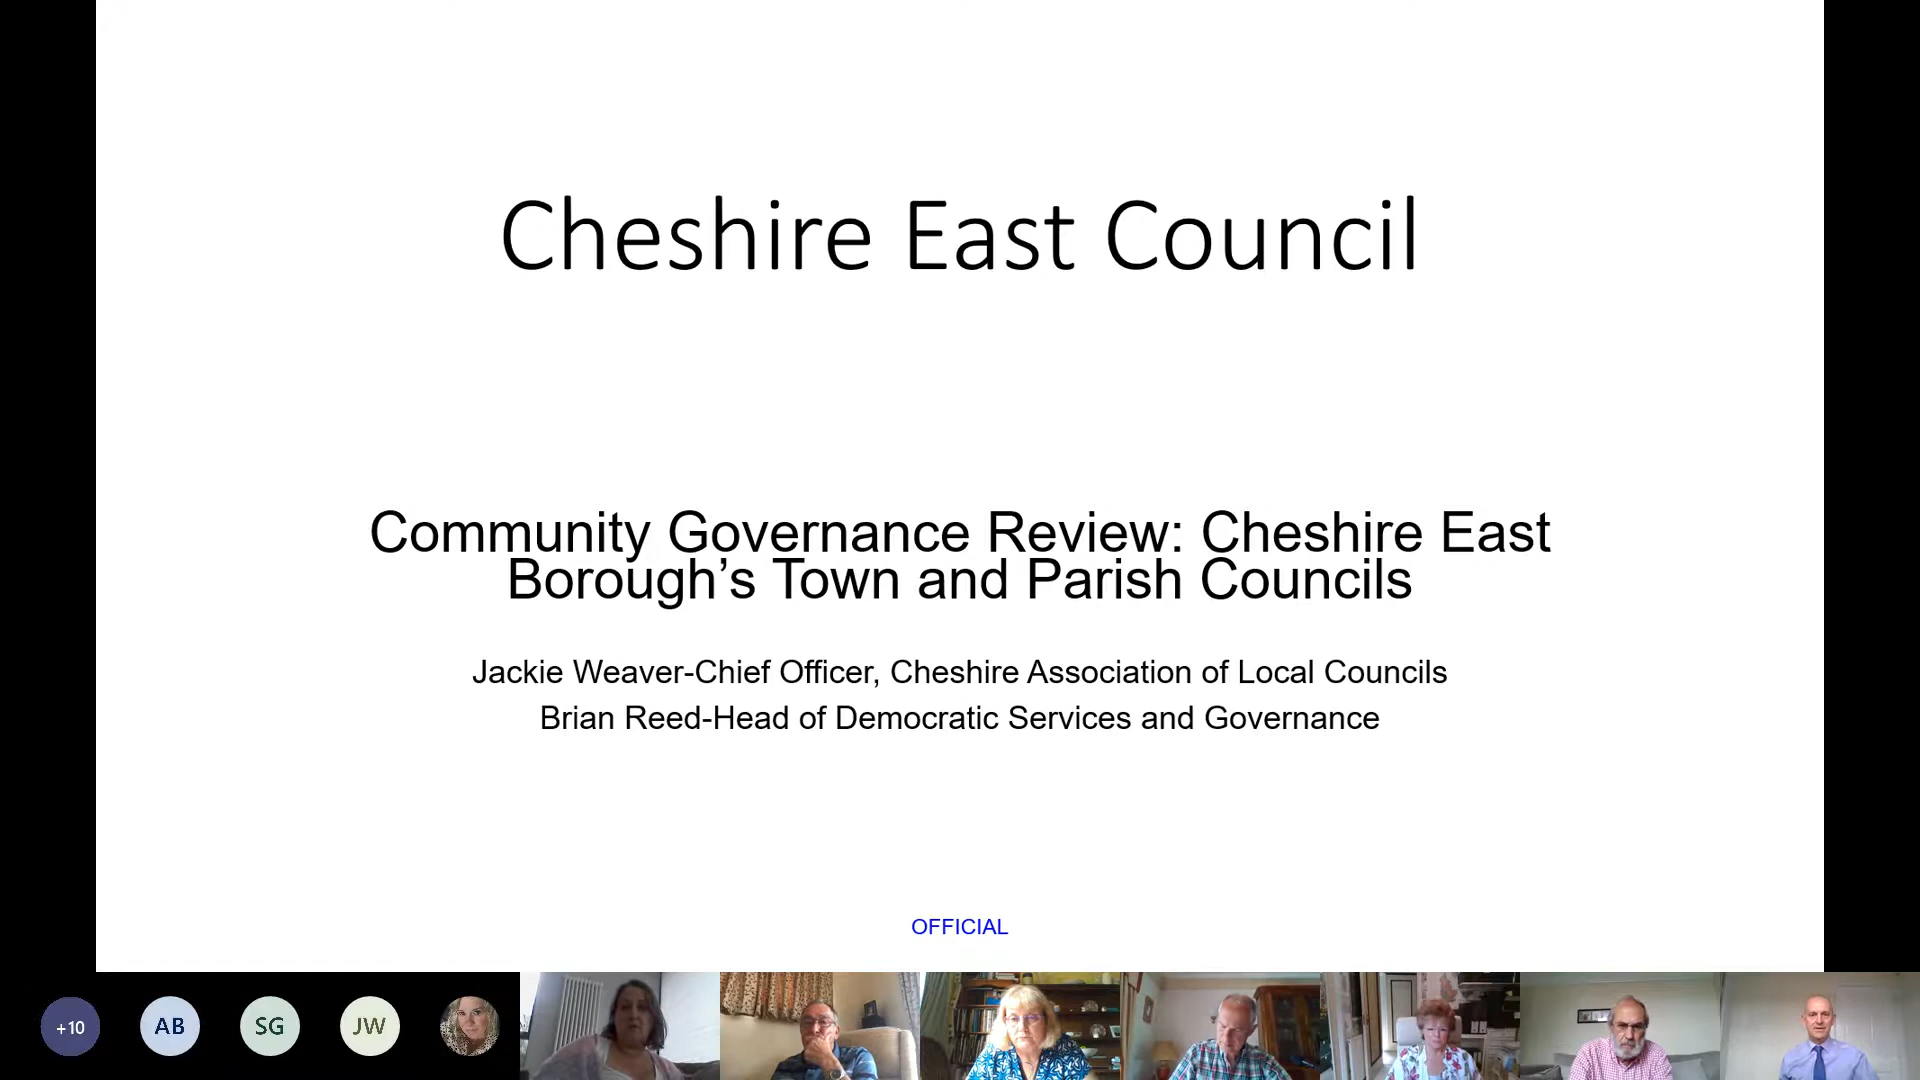 Cheshire East Council
Community Governance Review: Cheshire East
Borough’s Town and Parish Councils
Jackie Weaver-Chief Officer, Cheshire Association of Local Councils
Brian Reed-Head of Democratic Services and Governance
OFFICIAL
+10 AB SG JW